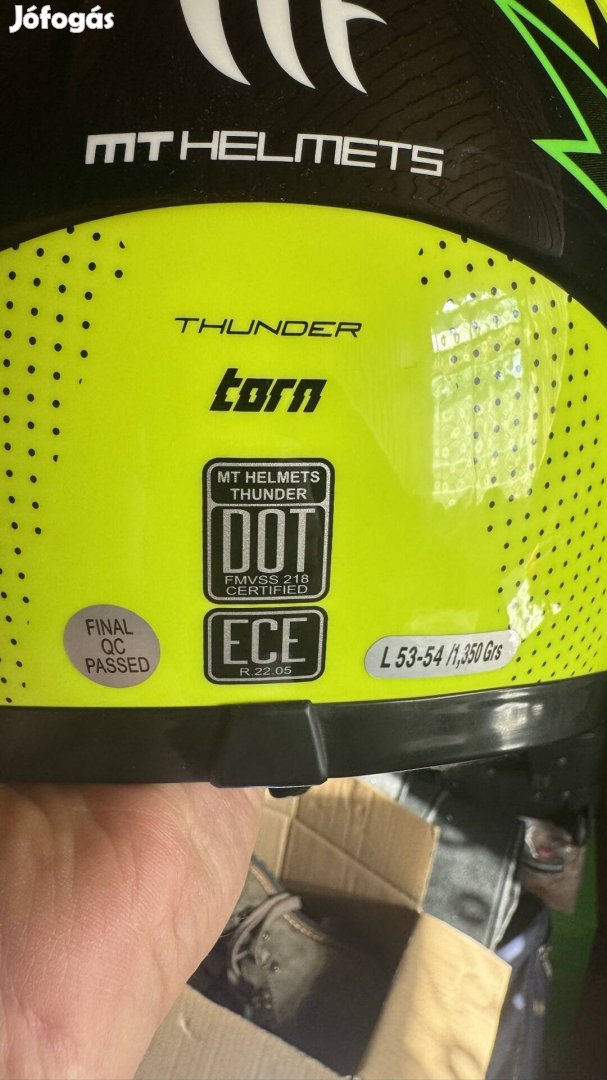 Jófogás
MT HELMETS
THUNDER
torn
MT HELMETS
THUNDER
DOT
FMVSS 218
CERTIFIED
FINAL
QC
PASSED
ECE
R.22.05
L 53-54 /1,350 Grs